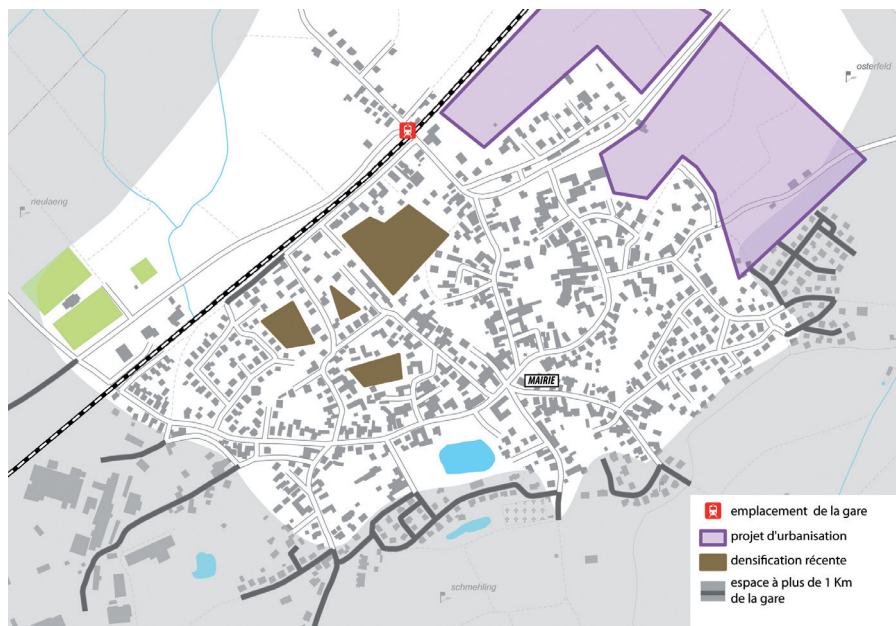 osterfeld
neulaeng
MAIRIE
schmehling
emplacement de la gare
projet d'urbanisation
densification récente
espace à plus de 1 Km
de la gare